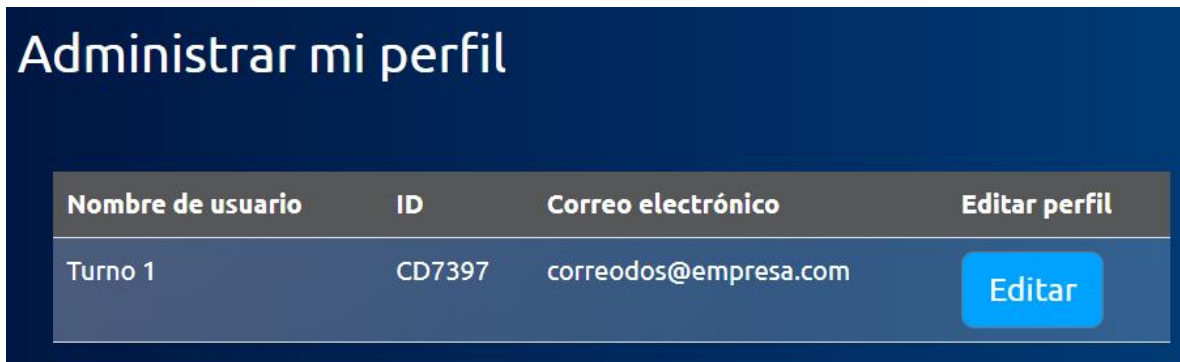 Administrar mi perfil
Nombre de usuario ID Correo electrónico Editar perfil
Turno 1 CD7397 correodos@empresa.com Editar